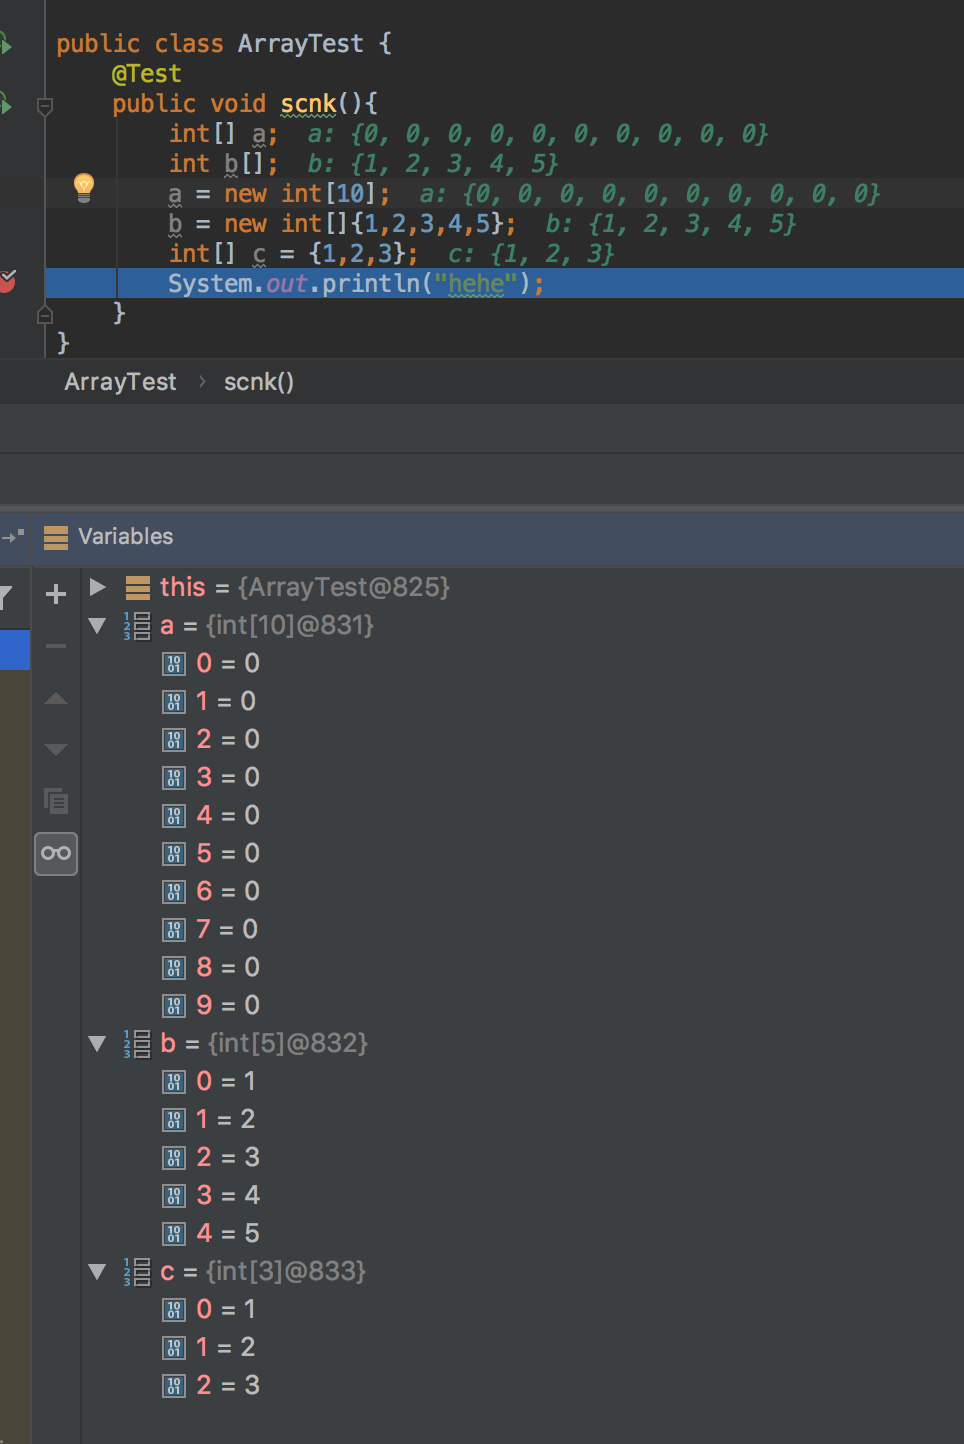 public class ArrayTest {
@Test
public void scnk(){
int[] a;  a: {0, 0, 0, 0, 0, 0, 0, 0, 0, 0}
int b[];  b: {1, 2, 3, 4, 5}
a = new int[10];  a: {0, 0, 0, 0, 0, 0, 0, 0, 0, 0}
b = new int[]{1,2,3,4,5};  b: {1, 2, 3, 4, 5}
int[] c = {1,2,3};  c: {1, 2, 3}
System.out.println("hehe");
}
}
ArrayTest > scnk()
Variables
this = {ArrayTest@825}
a = {int[10]@831}
0 = 0
1 = 0
2 = 0
3 = 0
4 = 0
5 = 0
6 = 0
7 = 0
8 = 0
9 = 0
b = {int[5]@832}
0 = 1
1 = 2
2 = 3
3 = 4
4 = 5
c = {int[3]@833}
0 = 1
1 = 2
2 = 3